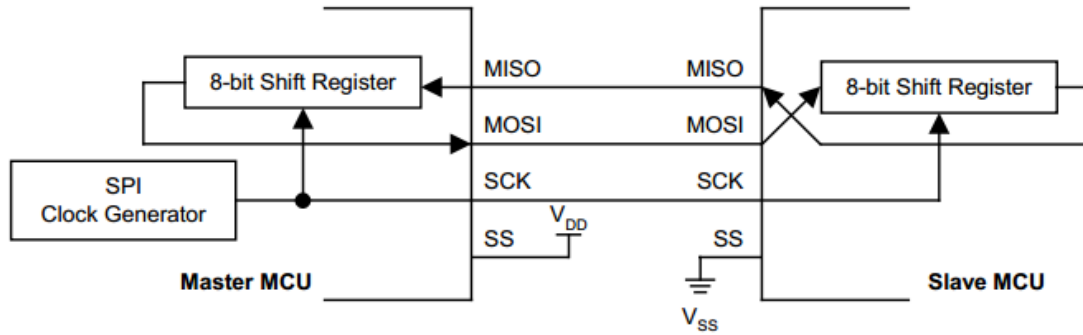 8-bit Shift Register
MISO
MISO
8-bit Shift Register
MOSI
MOSI
SPI
Clock Generator
SCK
SCK
VDD
SS
SS
Master MCU
Slave MCU
VSS